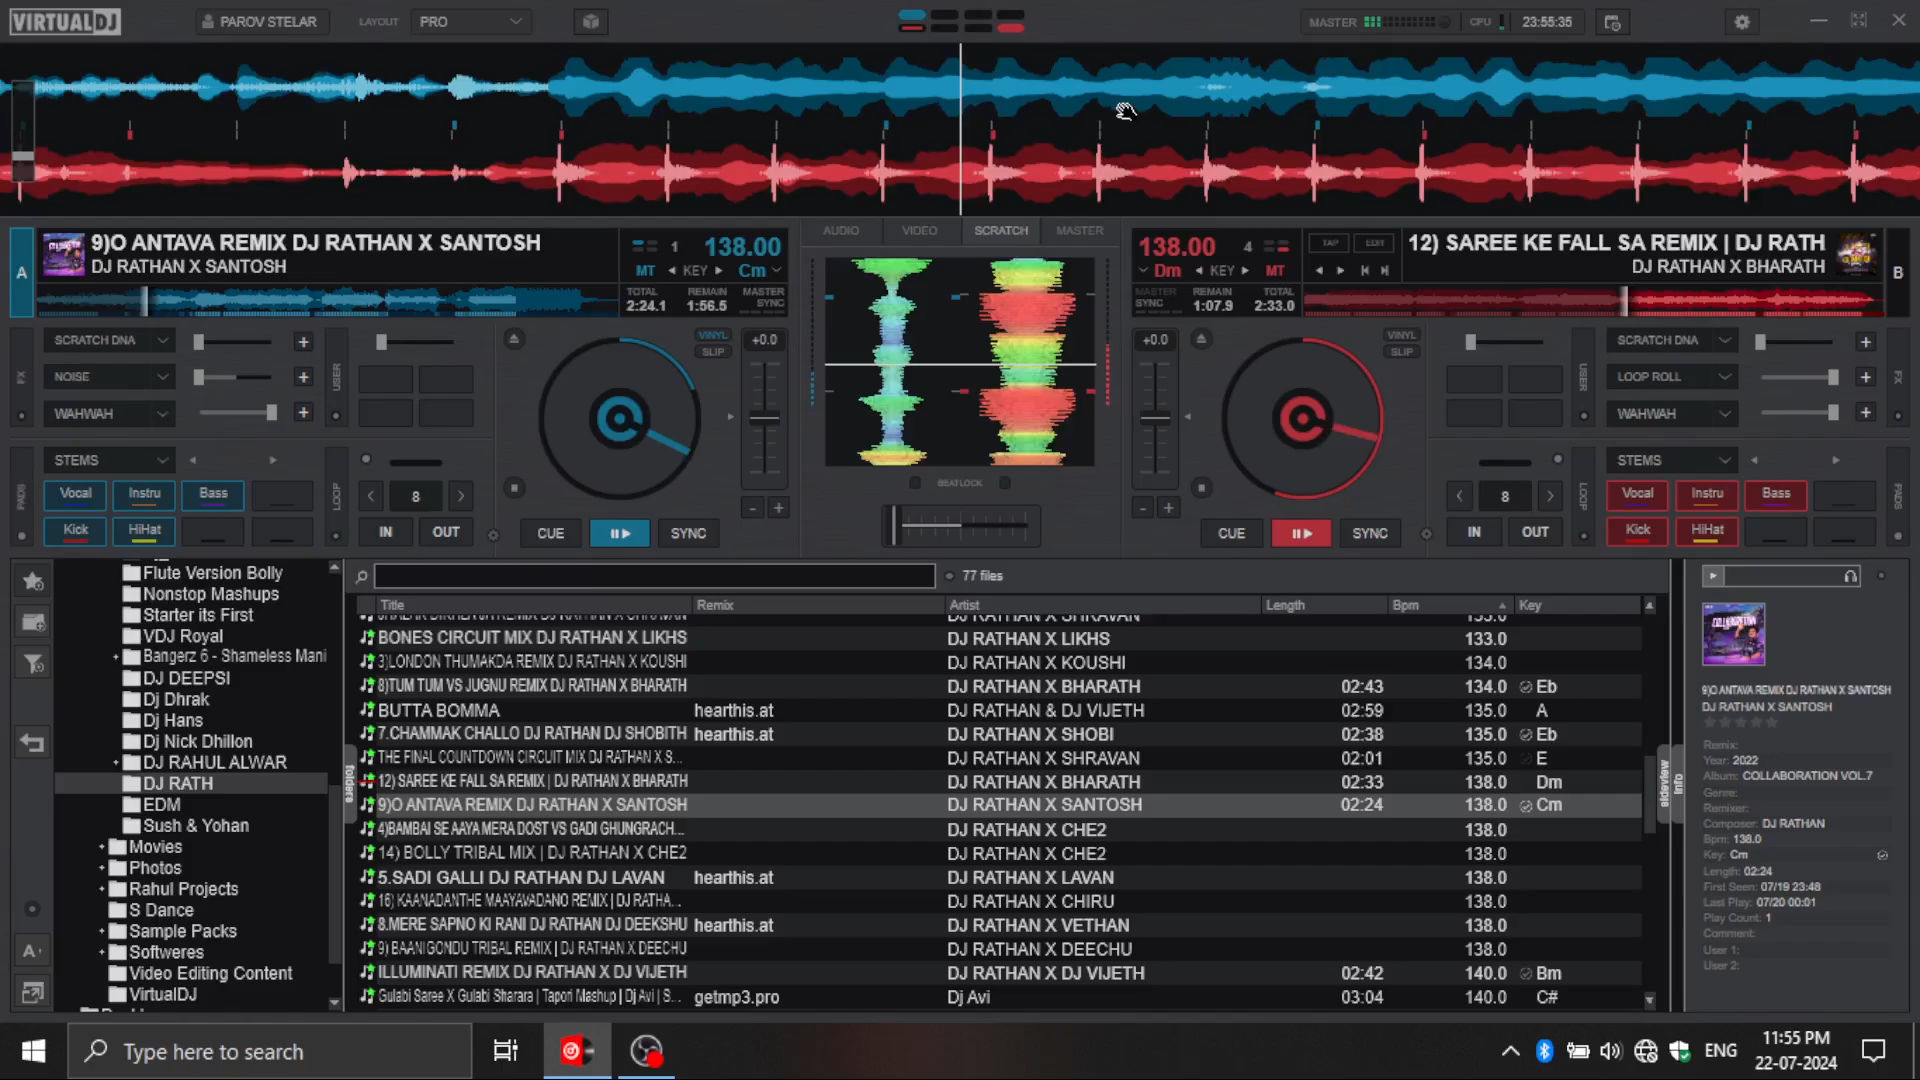 VIRTUALDJ
PAROV STELAR
LAYOUT
PRO
MASTER
CPU
23:55:35
A
9)O ANTAVA REMIX DJ RATHAN X SANTOSH
DJ RATHAN X SANTOSH
1
138.00
MT
KEY
Cm
TOTAL
2:24.1
REMAIN
1:56.5
MASTER
SYNC
AUDIO
VIDEO
SCRATCH
MASTER
138.00
4
TAP
EDIT
Dm
KEY
MT
MASTER
SYNC
REMAIN
1:07.9
TOTAL
2:33.0
12) SAREE KE FALL SA REMIX | DJ RATH
DJ RATHAN X BHARATH
B
FX
SCRATCH DNA
NOISE
WAHWAH
USER
VINYL
SLIP
+0.0
+0.0
VINYL
SLIP
USER
SCRATCH DNA
LOOP ROLL
WAHWAH
FX
PADS
STEMS
Vocal
Instru
Bass
Kick
HiHat
LOOP
8
IN
OUT
CUE
SYNC
BEATLOCK
CUE
SYNC
8
IN
OUT
LOOP
STEMS
Vocal
Instru
Bass
Kick
HiHat
PADS
Flute Version Bolly
Nonstop Mashups
Starter its First
VDJ Royal
Bangerz 6 - Shameless Mani
DJ DEEPSI
Dj Dhrak
Dj Hans
Dj Nick Dhillon
DJ RAHUL ALWAR
DJ RATH
EDM
Sush & Yohan
Movies
Photos
Rahul Projects
S Dance
Sample Packs
Softweres
Video Editing Content
VirtualDJ
folders
77 files
Title Remix Artist Length Bpm Key
DJ RATHAN X SHRAVAN 133.0
BONES CIRCUIT MIX DJ RATHAN X LIKHS DJ RATHAN X LIKHS 133.0
3)LONDON THUMAKDA REMIX DJ RATHAN X KOUSHI DJ RATHAN X KOUSHI 134.0
8)TUM TUM VS JUGNU REMIX DJ RATHAN X BHARATH DJ RATHAN X BHARATH 02:43 134.0 Eb
BUTTA BOMMA hearthis.at DJ RATHAN & DJ VIJETH 02:59 135.0 A
7.CHAMMAK CHALLO DJ RATHAN DJ SHOBITH hearthis.at DJ RATHAN X SHOBI 02:38 135.0 Eb
THE FINAL COUNTDOWN CIRCUIT MIX DJ RATHAN X S... DJ RATHAN X SHRAVAN 02:01 135.0 E
12) SAREE KE FALL SA REMIX | DJ RATHAN X BHARATH DJ RATHAN X BHARATH 02:33 138.0 Dm
9)O ANTAVA REMIX DJ RATHAN X SANTOSH DJ RATHAN X SANTOSH 02:24 138.0 Cm
4)BAMBAI SE AAYA MERA DOST VS GADI GHUNGRACH... DJ RATHAN X CHE2 138.0
14) BOLLY TRIBAL MIX | DJ RATHAN X CHE2 DJ RATHAN X CHE2 138.0
5.SADI GALLI DJ RATHAN DJ LAVAN hearthis.at DJ RATHAN X LAVAN 138.0
16) KAANADANTHE MAAYAVADANO REMIX | DJ RATHA... DJ RATHAN X CHIRU 138.0
8.MERE SAPNO KI RANI DJ RATHAN DJ DEEKSHU hearthis.at DJ RATHAN X VETHAN 138.0
9) BAANIGONDU TRIBAL REMIX | DJ RATHAN X DEECHU DJ RATHAN X DEECHU 138.0
ILLUMINATI REMIX DJ RATHAN X DJ VIJETH DJ RATHAN X DJ VIJETH 02:42 140.0 Bm
Gulabi Saree X Gulabi Sharara | Tapori Mashup | Dj Avi | S... getmp3.pro Dj Avi 03:04 140.0 C#
sideview
info
9)O ANTAVA REMIX DJ RATHAN X SANTOSH
DJ RATHAN X SANTOSH
Remix:
Year: 2022
Album: COLLABORATION VOL.7
Genre:
Remixer:
Composer: DJ RATHAN
Bpm: 138.0
Key: Cm
Length: 02:24
First Seen: 07/19 23:48
Last Play: 07/20 00:01
Play Count: 1
Comment:
User 1:
User 2:
Type here to search
ENG
11:55 PM
22-07-2024